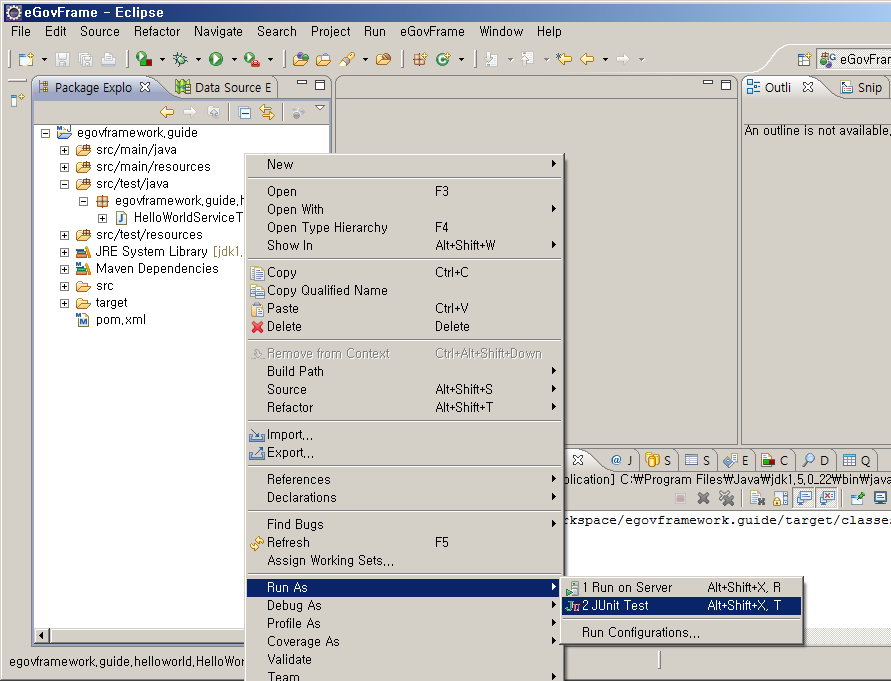 eGovFrame - Eclipse
File Edit Source Refactor Navigate Search Project Run eGovFrame Window Help
eGovFrar
Package Explo
Data Source E
Outli
Snip
An outline is not available.
egovframework.guide
src/main/java
src/main/resources
src/test/java
egovframework.guide.h
HelloWorldServiceT
src/test/resources
JRE System Library [jdk1.
Maven Dependencies
src
target
pom.xml
New
Open F3
Open With
Open Type Hierarchy F4
Show In Alt+Shift+W
Copy Ctrl+C
Copy Qualified Name
Paste Ctrl+V
Delete Delete
Remove from Context Ctrl+Alt+Shift+Down
Build Path
Source Alt+Shift+S
Refactor Alt+Shift+T
Import...
Export...
References
Declarations
Find Bugs
Refresh F5
Assign Working Sets...
Run As
Debug As
Profile As
Coverage As
Validate
Team
1 Run on Server Alt+Shift+X, R
2 JUnit Test Alt+Shift+X, T
Run Configurations...
J S S E C D Q
plication] C:₩Program Files₩Java₩jdk1.5.0_22₩bin₩java
rkspace/egovframework.guide/target/classe
egovframework.guide.helloworld.HelloWor